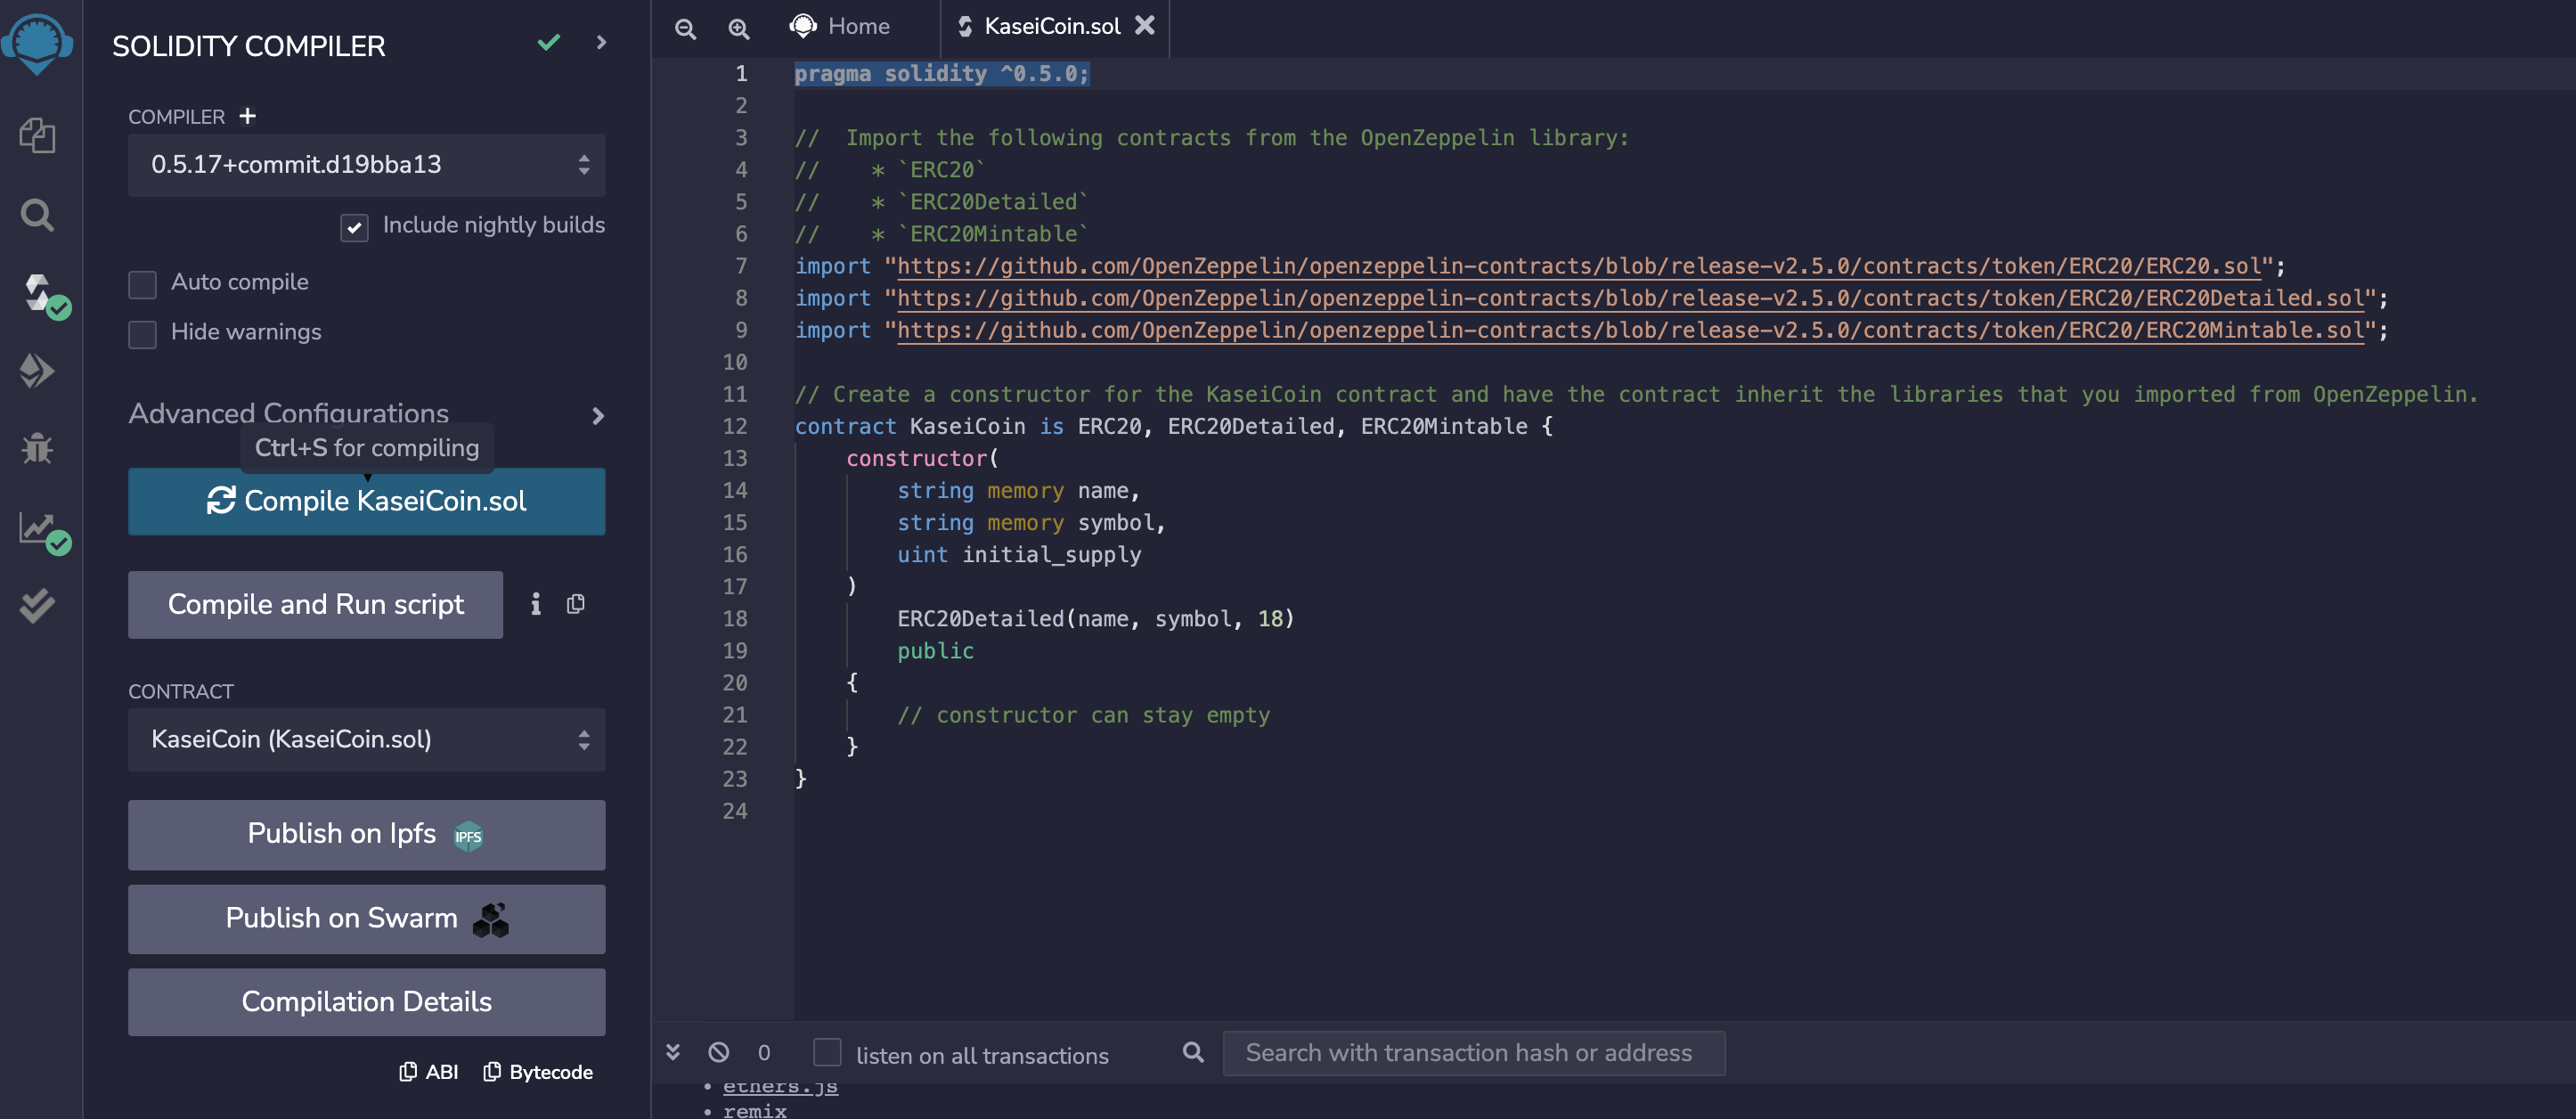 SOLIDITY COMPILER
COMPILER +
0.5.17+commit.d19bba13
Include nightly builds
Auto compile
Hide warnings
Advanced Configurations
Ctrl+S for compiling
Compile KaseiCoin.sol
Compile and Run script
CONTRACT
KaseiCoin (KaseiCoin.sol)
Publish on Ipfs IPFS
Publish on Swarm
Compilation Details
ABI Bytecode
Home KaseiCoin.sol
1 pragma solidity ^0.5.0;
2
3 //  Import the following contracts from the OpenZeppelin library:
4 //    * `ERC20`
5 //    * `ERC20Detailed`
6 //    * `ERC20Mintable`
7 import "https://github.com/OpenZeppelin/openzeppelin-contracts/blob/release-v2.5.0/contracts/token/ERC20/ERC20.sol";
8 import "https://github.com/OpenZeppelin/openzeppelin-contracts/blob/release-v2.5.0/contracts/token/ERC20/ERC20Detailed.sol";
9 import "https://github.com/OpenZeppelin/openzeppelin-contracts/blob/release-v2.5.0/contracts/token/ERC20/ERC20Mintable.sol";
10
11 // Create a constructor for the KaseiCoin contract and have the contract inherit the libraries that you imported from OpenZeppelin.
12 contract KaseiCoin is ERC20, ERC20Detailed, ERC20Mintable {
13     constructor(
14         string memory name,
15         string memory symbol,
16         uint initial_supply
17     )
18         ERC20Detailed(name, symbol, 18)
19         public
20     {
21         // constructor can stay empty
22     }
23 }
24
0 listen on all transactions Search with transaction hash or address
• ethers.js
• remix